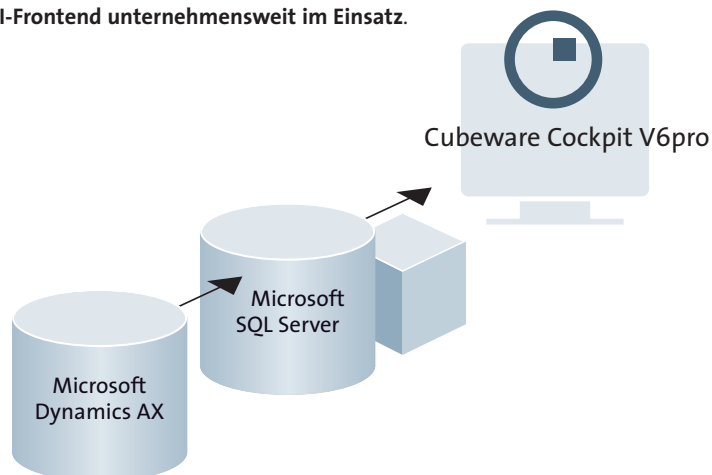 I-Frontend unternehmensweit im Einsatz.
Cubeware Cockpit V6pro
Microsoft
SQL Server
Microsoft
Dynamics AX